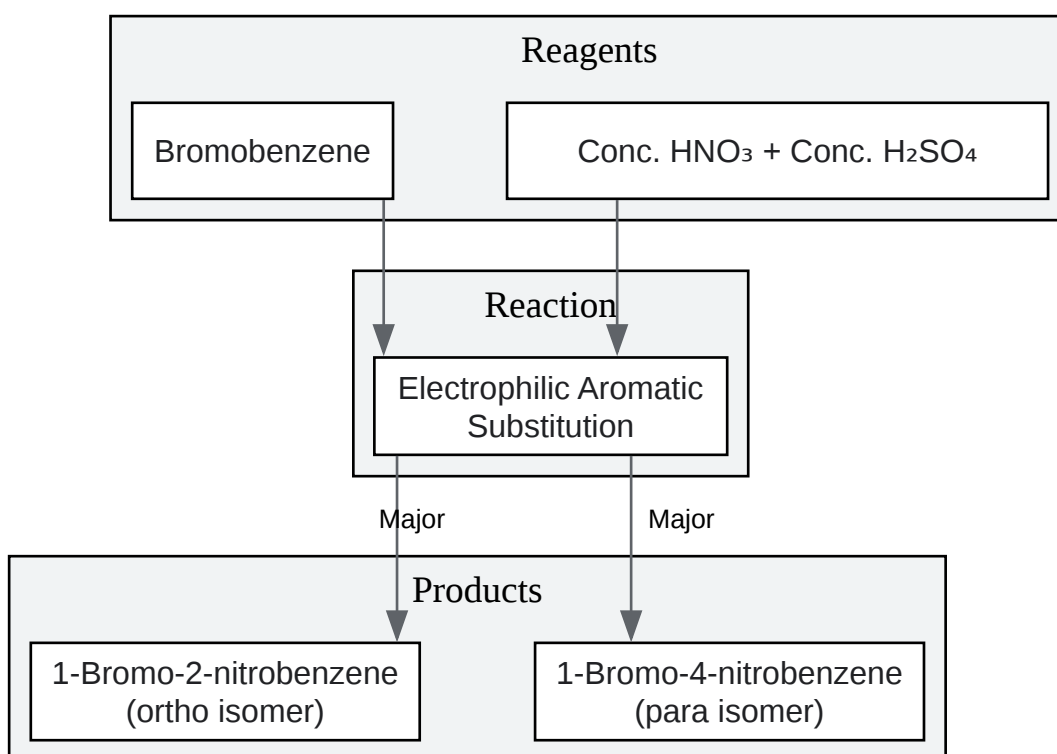 Reagents
Bromobenzene
Conc. HNO₃ + Conc. H₂SO₄
Reaction
Electrophilic Aromatic
Substitution
Major
Major
Products
1-Bromo-2-nitrobenzene
(ortho isomer)
1-Bromo-4-nitrobenzene
(para isomer)